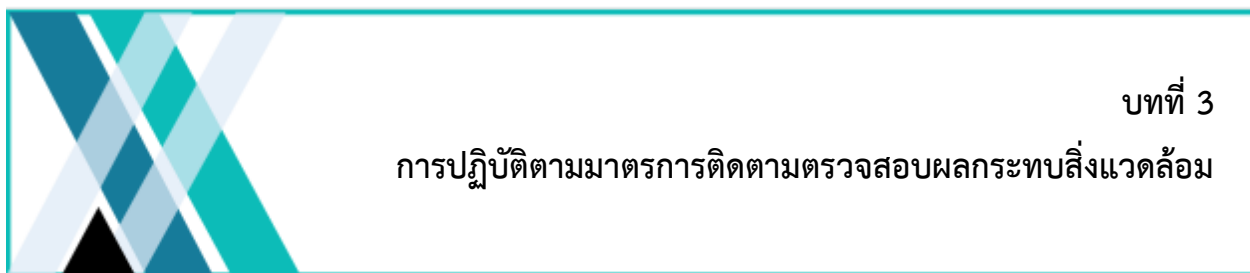 บทที่ 3
การปฏิบัติตามมาตรการติดตามตรวจสอบผลกระทบสิ่งแวดล้อม